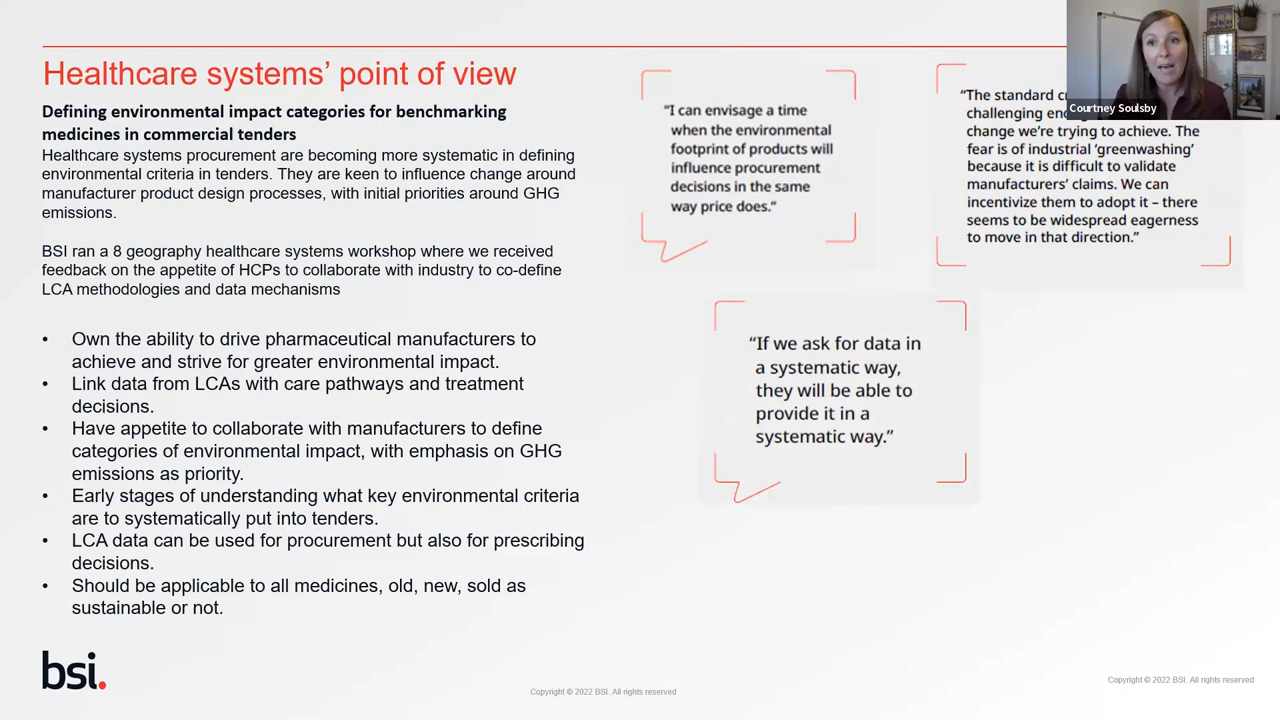 Healthcare systems’ point of view
Defining environmental impact categories for benchmarking
medicines in commercial tenders
Healthcare systems procurement are becoming more systematic in defining
environmental criteria in tenders. They are keen to influence change around
manufacturer product design processes, with initial priorities around GHG
emissions.
BSI ran a 8 geography healthcare systems workshop where we received
feedback on the appetite of HCPs to collaborate with industry to co-define
LCA methodologies and data mechanisms
• Own the ability to drive pharmaceutical manufacturers to
achieve and strive for greater environmental impact.
• Link data from LCAs with care pathways and treatment
decisions.
• Have appetite to collaborate with manufacturers to define
categories of environmental impact, with emphasis on GHG
emissions as priority.
• Early stages of understanding what key environmental criteria
are to systematically put into tenders.
• LCA data can be used for procurement but also for prescribing
decisions.
• Should be applicable to all medicines, old, new, sold as
sustainable or not.
“I can envisage a time
when the environmental
footprint of products will
influence procurement
decisions in the same
way price does.“
“The standard
challenging
change we’re trying to achieve. The
fear is of industrial ‘greenwashing’
because it is difficult to validate
manufacturers’ claims. We can
incentivize them to adopt it – there
seems to be widespread eagerness
to move in that direction.”
“If we ask for data in
a systematic way,
they will be able to
provide it in a
systematic way.”
Courtney Soulsby
bsi.
Copyright © 2022 BSI. All rights reserved
Copyright © 2022 BSI. All rights reserved